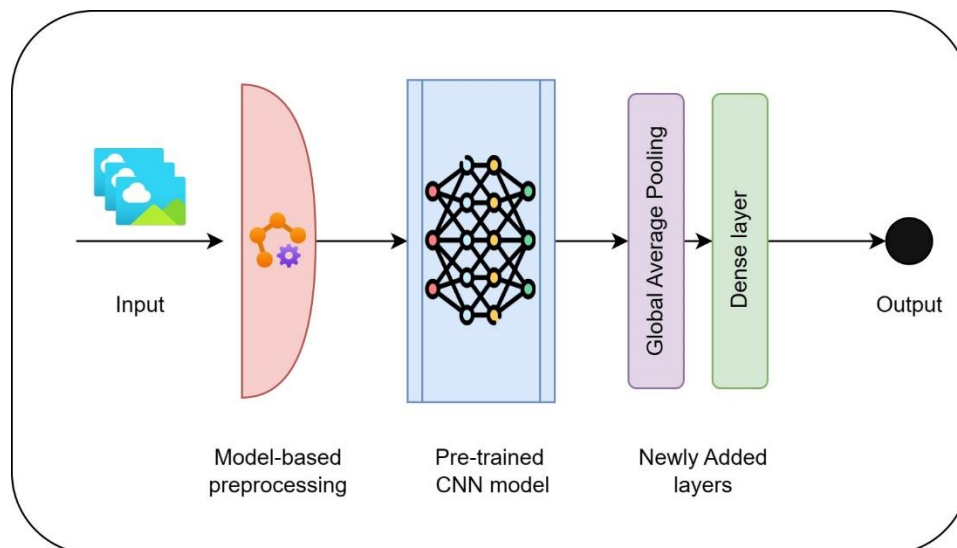 Input
Model-based
preprocessing
Pre-trained
CNN model
Global Average Pooling
Dense layer
Newly Added
layers
Output